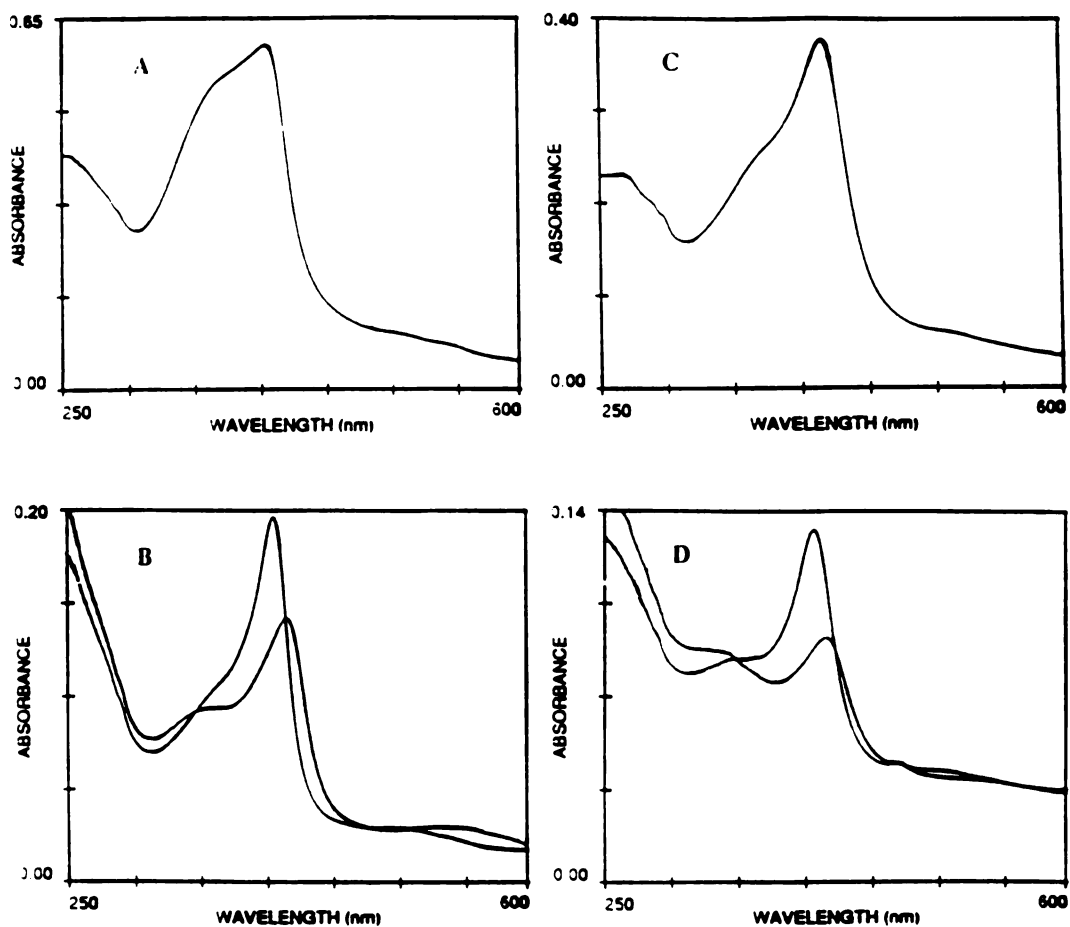 0.65
A
ABSORBANCE
0.00
250
600
WAVELENGTH (nm)
0.40
C
ABSORBANCE
0.00
250
600
WAVELENGTH (nm)
0.20
B
ABSORBANCE
0.00
250
600
WAVELENGTH (nm)
0.14
D
ABSORBANCE
0.00
250
600
WAVELENGTH (nm)